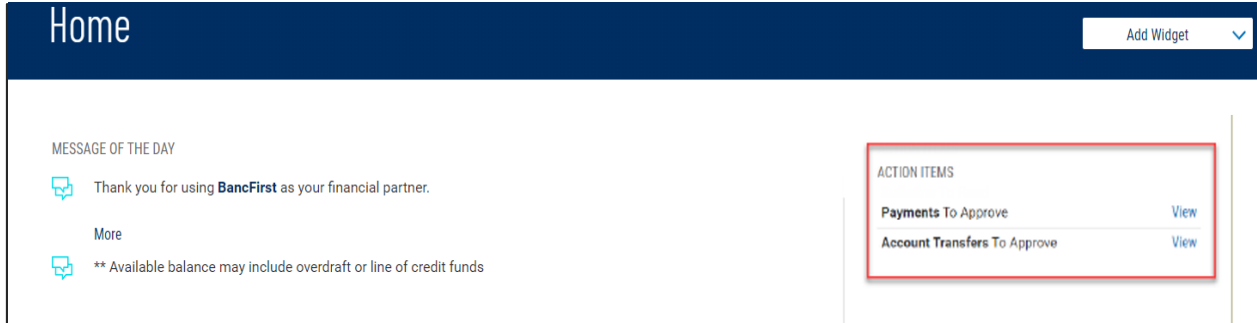 Home
Add Widget
MESSAGE OF THE DAY
Thank you for using BancFirst as your financial partner.
More
** Available balance may include overdraft or line of credit funds
ACTION ITEMS
Payments To Approve View
Account Transfers To Approve View